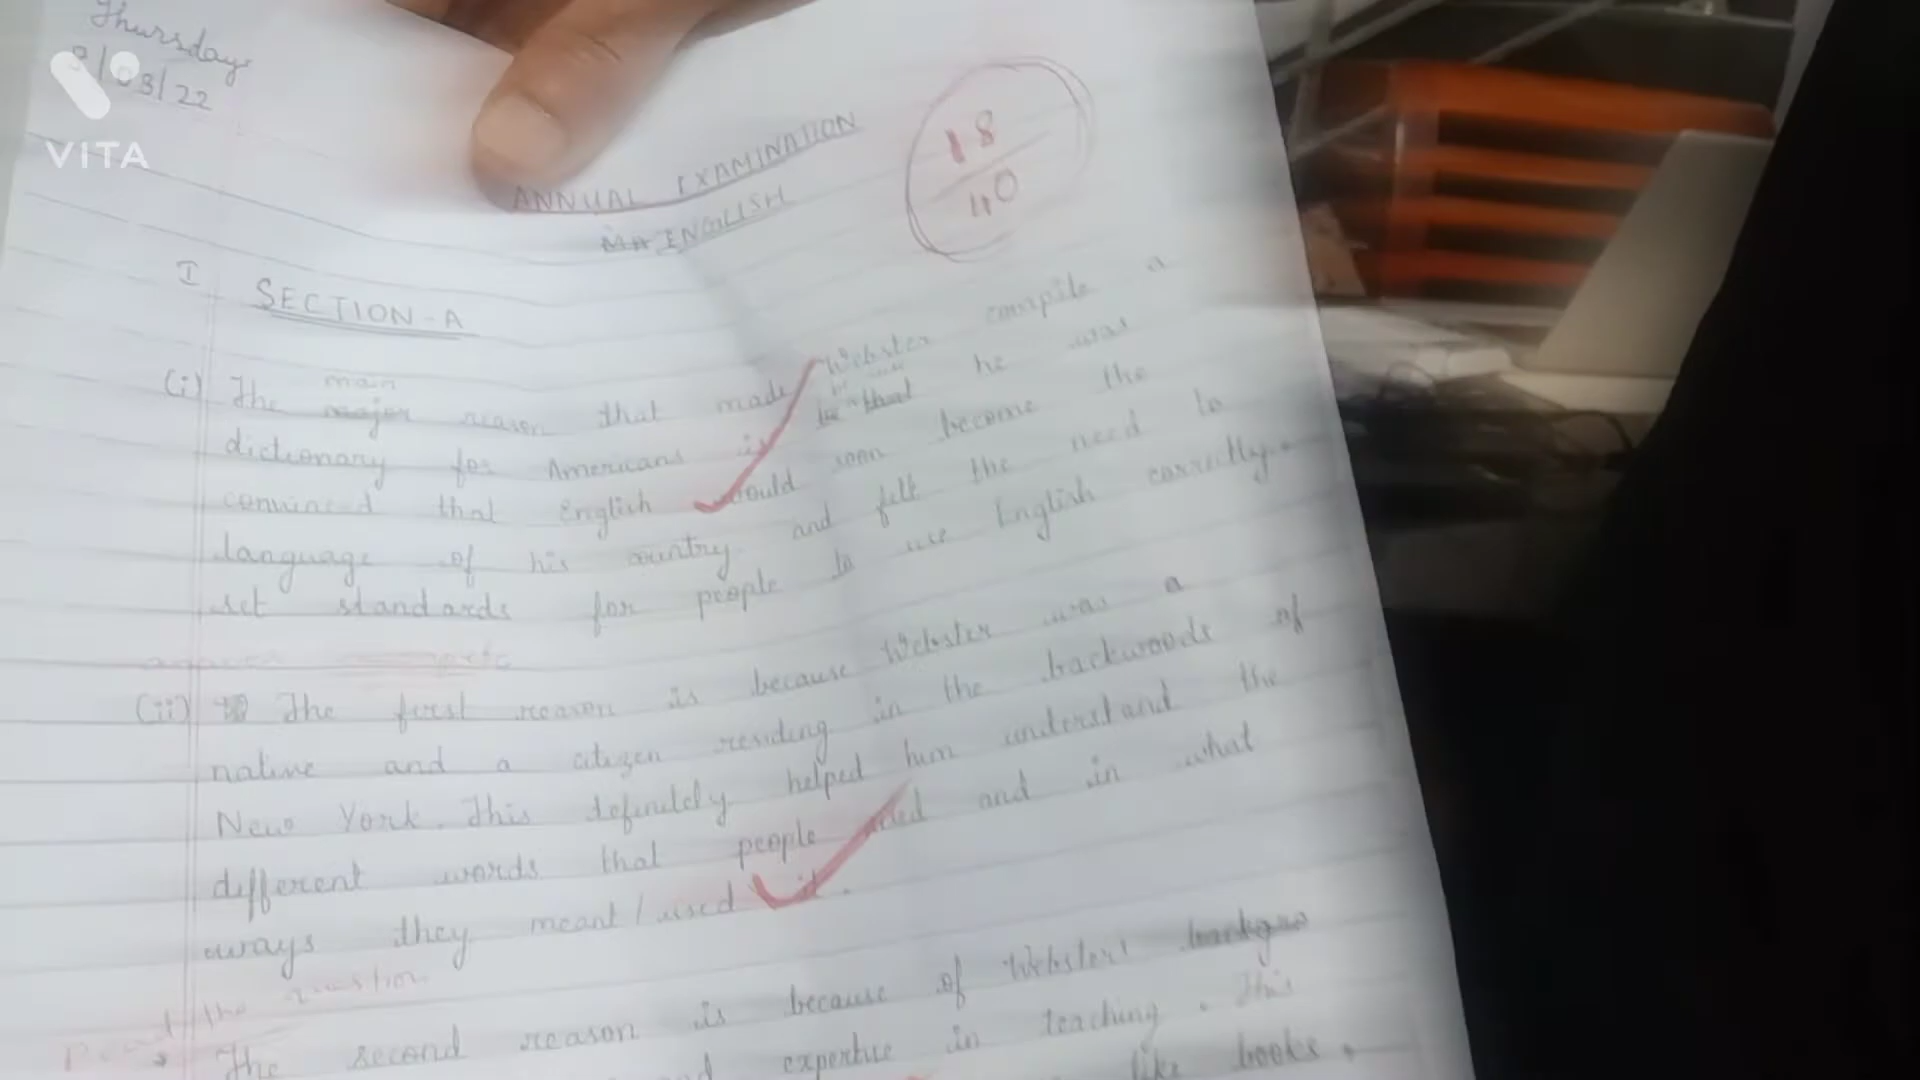 Thursday
/03/22
VITA
ANNUAL EXAMINATION
ENGLISH
18
40
I SECTION-A
(i) The major main reason that made Webster compile a
dictionary for Americans is that he was
convinced that English would soon become the
language of his country and felt the need to
set standards for people to use English correctly.
(ii) The first reason is because Webster was a
native and a citizen residing in the backwoods of
New York. This definitely helped him understand the
different words that people and in what
ways they meant / used it.
the question
The second reason is because of Webster's backgro
expertise in teaching. This
like books.